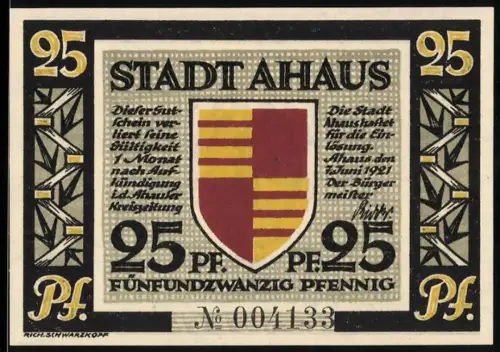 25
25
STADT AHAUS
Dieser Gut-
schein ver-
liert seine
Gültigkeit
1 Monat
nach Auf-
kündigung
i.d. Ahauser
Kreiszeitung
Die Stadt
Ahaus haftet
für die Ein-
lösung.
Ahaus den
7. Juni 1921
Der Bürger
meister
25 PF. PF. 25
FÜNFUNDZWANZIG PFENNIG
Pf.
Pf.
№ 004133
RICH. SCHWARZKOPF